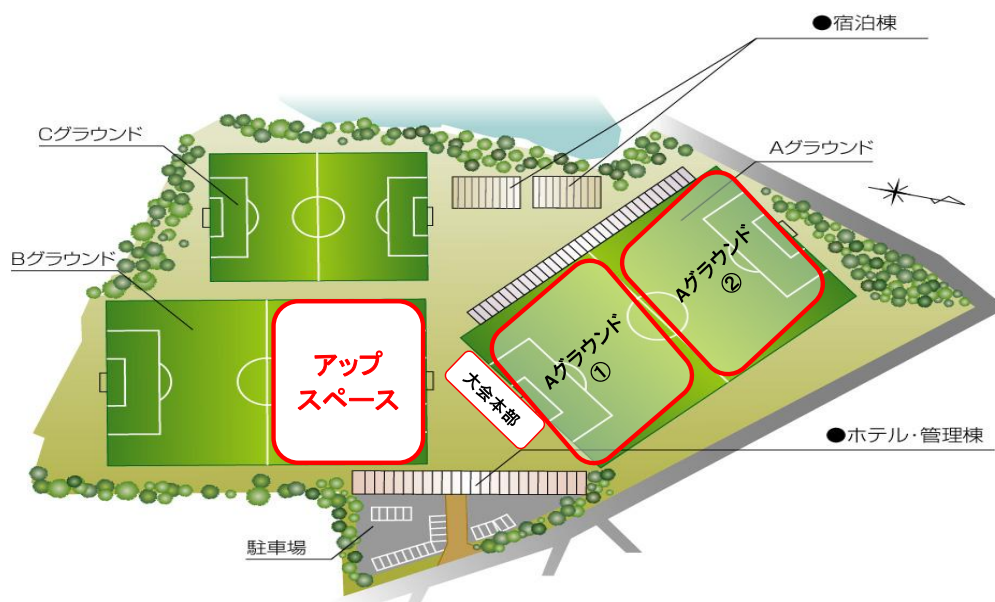 ●宿泊棟
Cグラウンド
Aグラウンド
Bグラウンド
Aグラウンド
②
Aグラウンド
①
アップ
スペース
大会本部
●ホテル・管理棟
駐車場